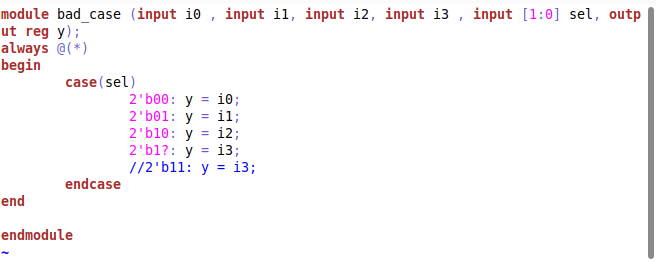 module bad_case (input i0 , input i1, input i2, input i3 , input [1:0] sel, outp
ut reg y);
always @(*)
begin
case(sel)
2'b00: y = i0;
2'b01: y = i1;
2'b10: y = i2;
2'b1?: y = i3;
//2'b11: y = i3;
endcase
end
endmodule
~